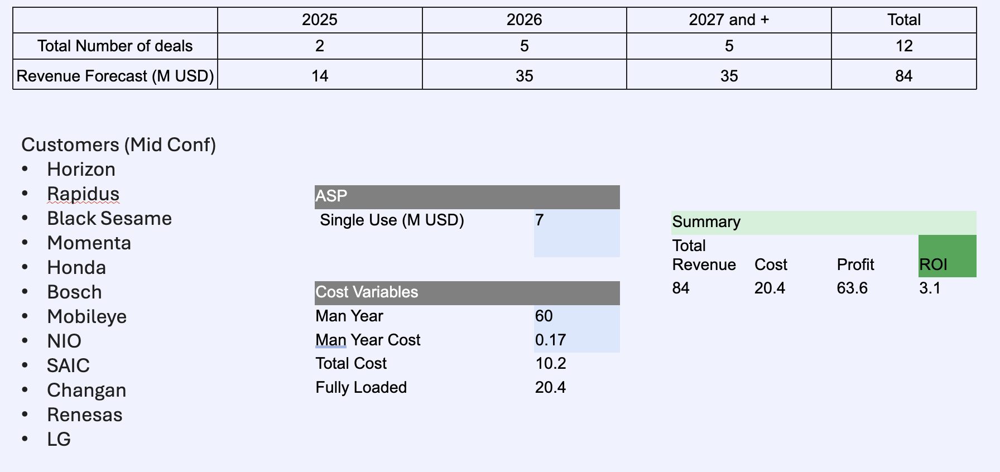 2025 2026 2027 and + Total
Total Number of deals 2 5 5 12
Revenue Forecast (M USD) 14 35 35 84
Customers (Mid Conf)
• Horizon
• Rapidus
• Black Sesame
• Momenta
• Honda
• Bosch
• Mobileye
• NIO
• SAIC
• Changan
• Renesas
• LG
ASP
Single Use (M USD) 7
Cost Variables
Man Year 60
Man Year Cost 0.17
Total Cost 10.2
Fully Loaded 20.4
Summary
Total
Revenue Cost Profit ROI
84 20.4 63.6 3.1